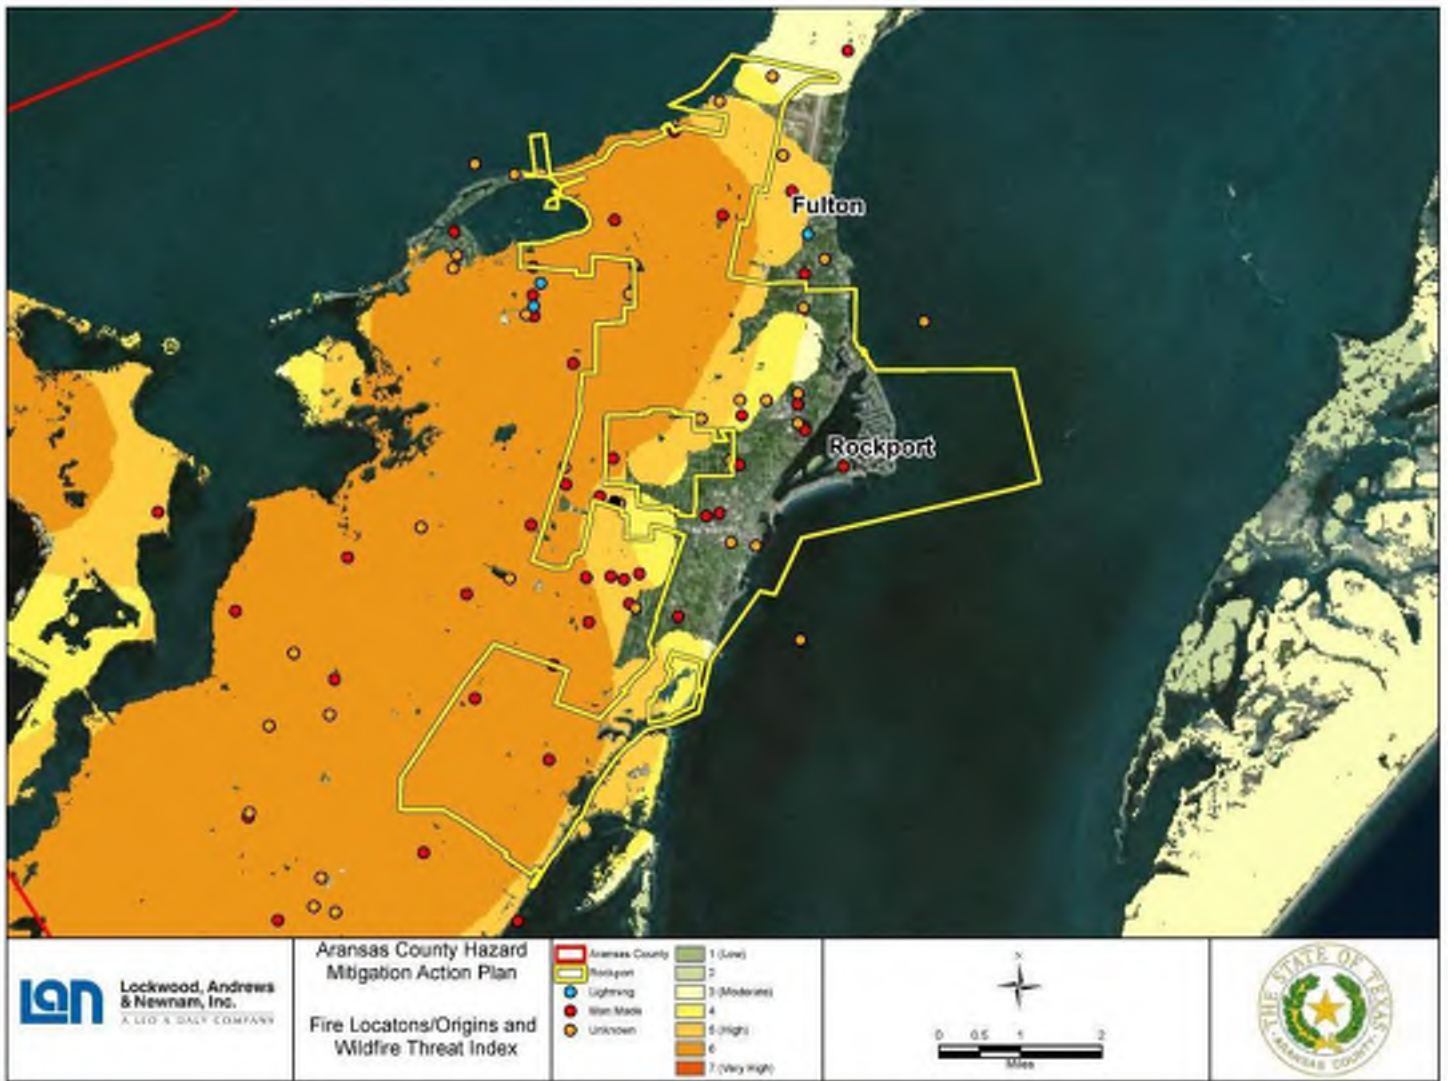 Fulton
Rockport
Lan
Lockwood, Andrews
& Newnam, Inc.
A LEO A DALY COMPANY
Aransas County Hazard
Mitigation Action Plan
Fire Locatons/Origins and
Wildfire Threat Index
Aransas County
Rockport
Lightning
Man Made
Unknown
1 (Low)
2
3 (Moderate)
4
5 (High)
6
7 (Very High)
N
0 0.5 1 2
Miles
THE STATE OF TEXAS
ARANSAS COUNTY